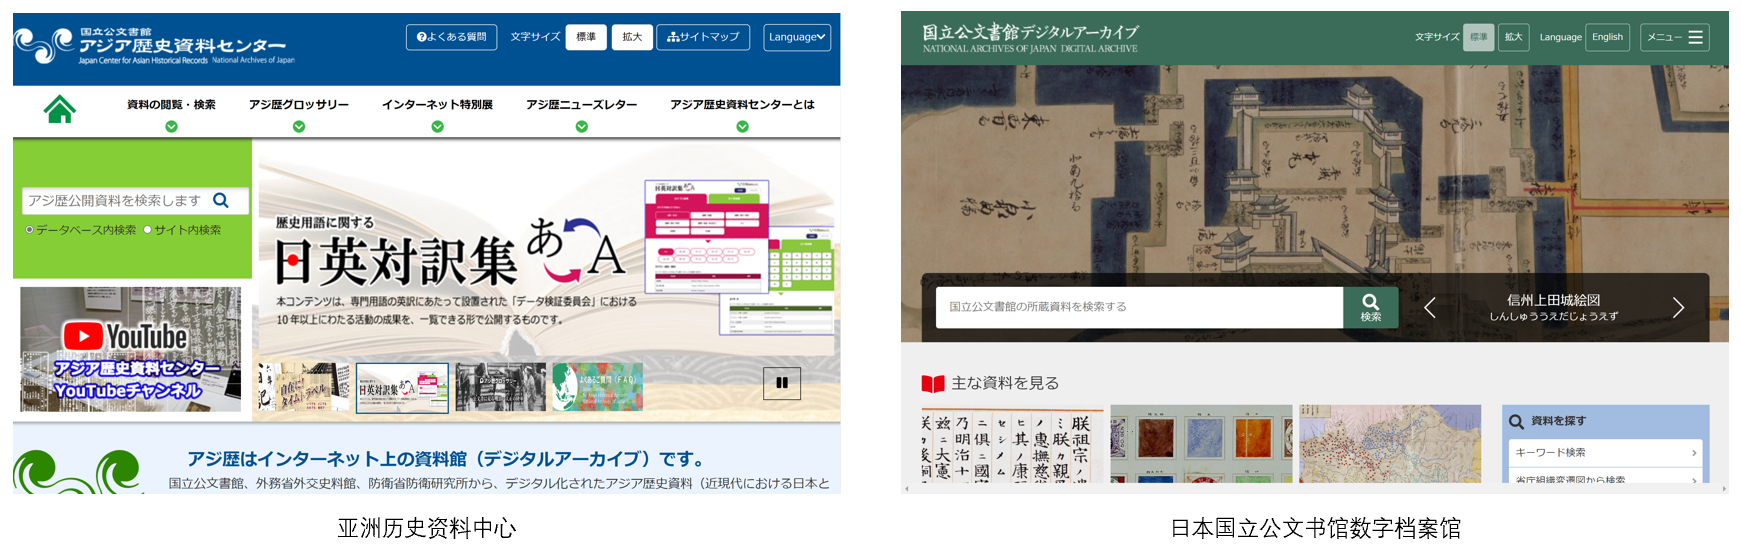 国立公文書館
アジア歴史資料センター
Japan Center for Asian Historical Records National Archives of Japan
よくある質問
文字サイズ
標準
拡大
サイトマップ
Language
資料の閲覧・検索
アジ歴グロッサリー
インターネット特別展
アジ歴ニューズレター
アジア歴史資料センターとは
アジ歴公開資料を検索します
データベース内検索
サイト内検索
YouTube
アジア歴史資料センター
YouTubeチャンネル
歴史用語に関する
日英対訳集
あ A
本コンテンツは、専門用語の英訳にあたって設置された「データ検証委員会」における
10年以上にわたる活動の成果を、一覧できる形で公開するものです。
日英対訳集
よくあるご質問（FAQ）
アジ歴はインターネット上の資料館（デジタルアーカイブ）です。
国立公文書館、外務省外交史料館、防衛省防衛研究所から、デジタル化されたアジア歴史資料（近現代における日本と
亚洲历史资料中心
国立公文書館デジタルアーカイブ
NATIONAL ARCHIVES OF JAPAN DIGITAL ARCHIVE
文字サイズ
標準
拡大
Language
English
メニュー
国立公文書館の所蔵資料を検索する
検索
信州上田城絵図
しんしゅううえだじょうえず
主な資料を見る
資料を探す
キーワード検索
省庁組織変遷図から検索
日本国立公文书馆数字档案馆